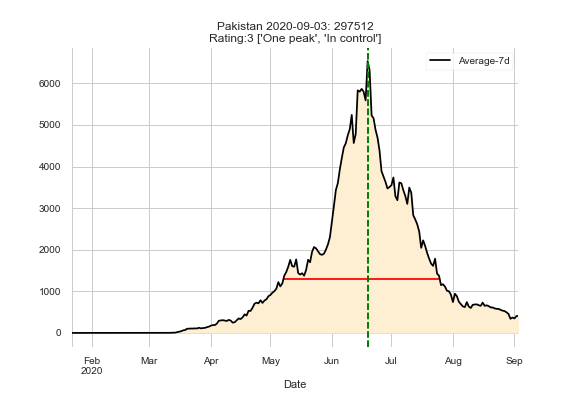 Pakistan 2020-09-03: 297512
Rating:3 ['One peak', 'In control']
Average-7d
6000
5000
4000
3000
2000
1000
0
Feb Mar Apr May Jun Jul Aug Sep
2020
Date